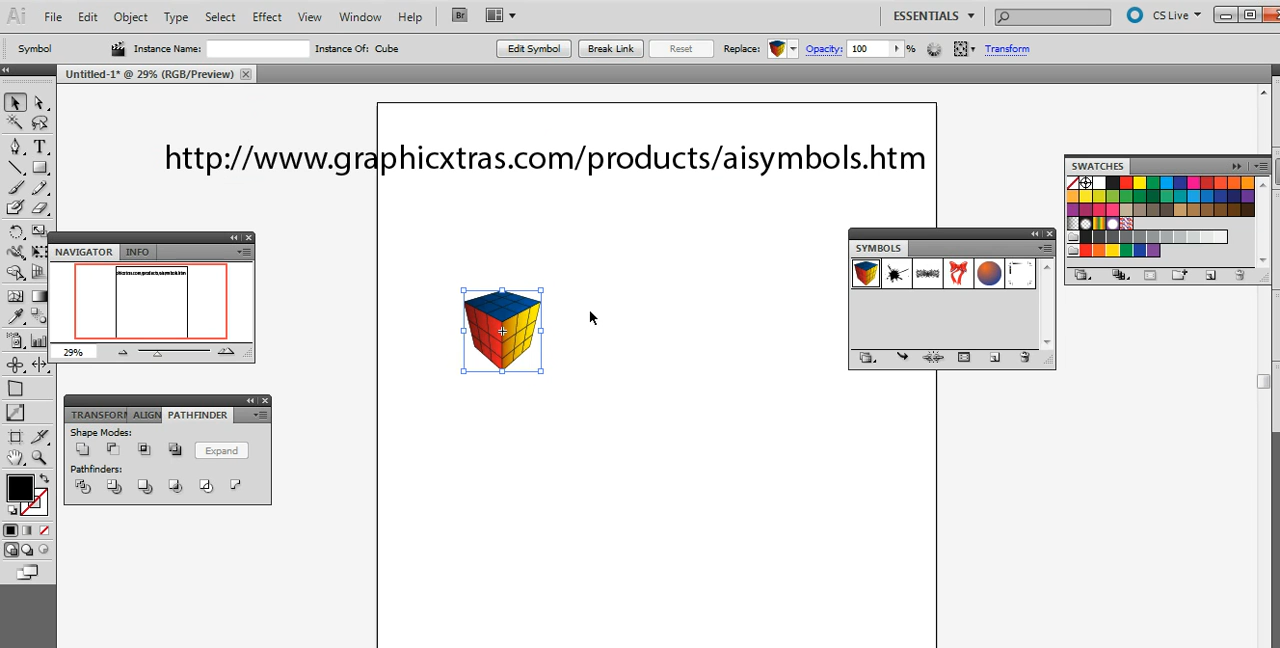 Ai File Edit Object Type Select Effect View Window Help Br ESSENTIALS CS Live
Symbol Instance Name: Instance Of: Cube Edit Symbol Break Link Reset Replace: Opacity: 100 % Transform
Untitled-1* @ 29% (RGB/Preview)
http://www.graphicxtras.com/products/aisymbols.htm
SWATCHES
NAVIGATOR INFO
SYMBOLS
29%
TRANSFORM ALIGN PATHFINDER
Shape Modes:
Expand
Pathfinders: